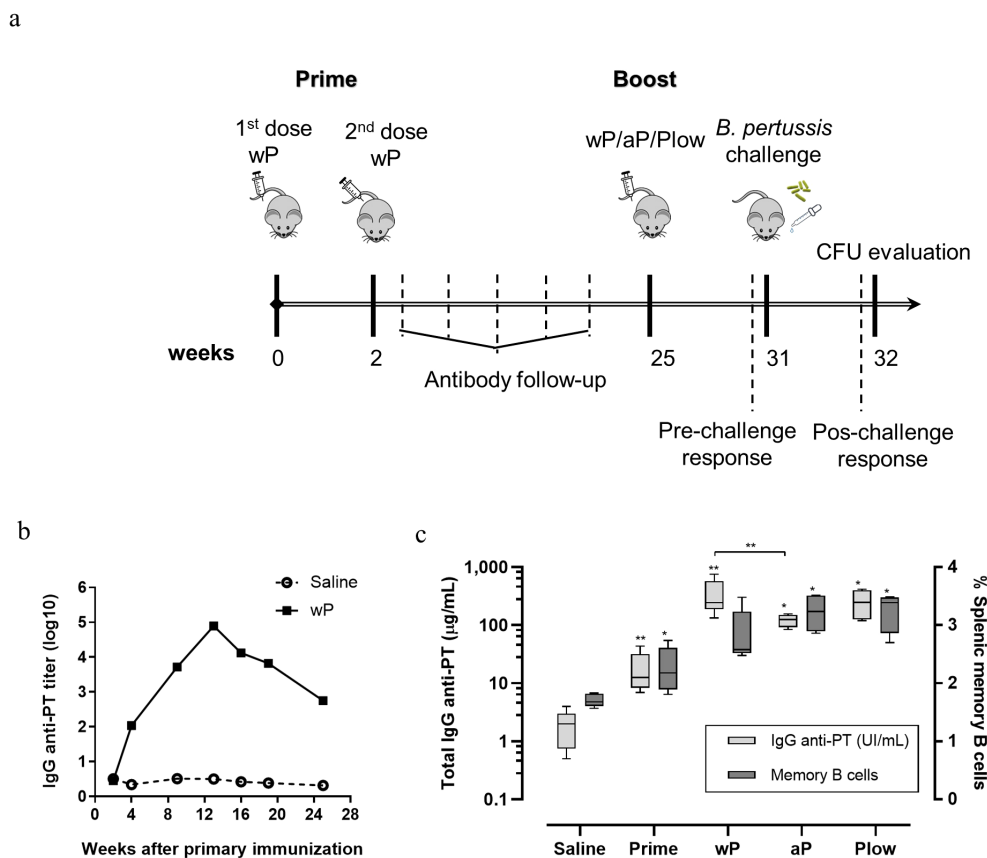 a
Prime
Boost
1st dose
wP
2nd dose
wP
wP/aP/Plow
B. pertussis
challenge
CFU evaluation
weeks
0
2
25
31
32
Antibody follow-up
Pre-challenge
response
Pos-challenge
response
b
Saline
wP
IgG anti-PT titer (log10)
6
5
4
3
2
1
0
0 4 8 12 16 20 24 28
Weeks after primary immunization
c
Total IgG anti-PT (µg/mL)
1,000
100
10
1
0.1
% Splenic memory
B cells
4
3
2
1
0
**
** * ** * * * *
IgG anti-PT (UI/mL)
Memory B cells
Saline Prime wP aP Plow